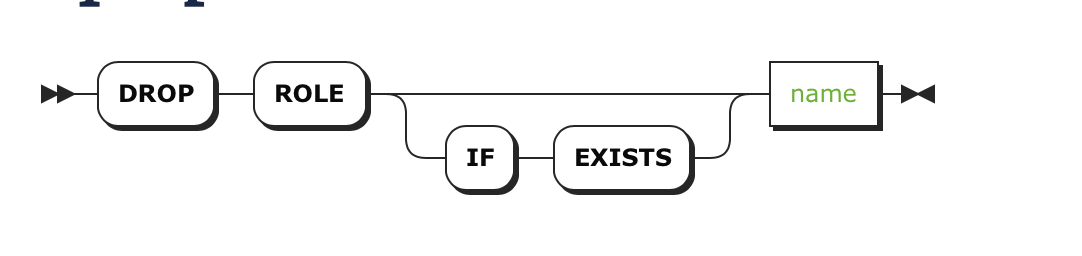 DROP ROLE name
IF EXISTS